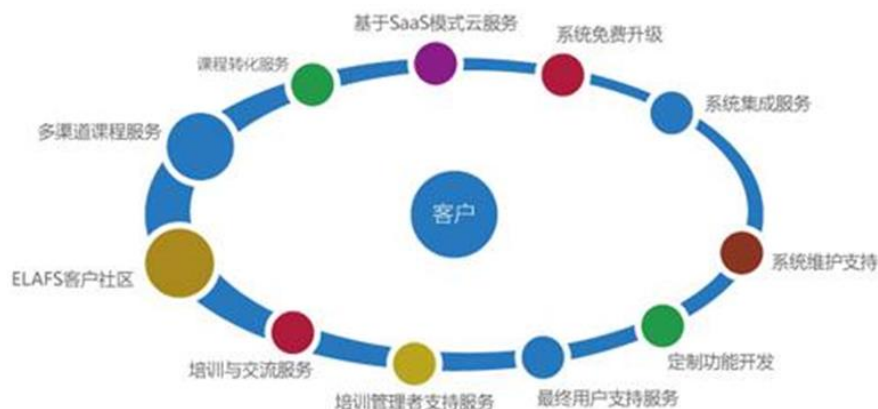 基于SaaS模式云服务
系统免费升级
课程转化服务
系统集成服务
多渠道课程服务
客户
系统维护支持
ELAFS客户社区
定制功能开发
培训与交流服务
最终用户支持服务
培训管理者支持服务